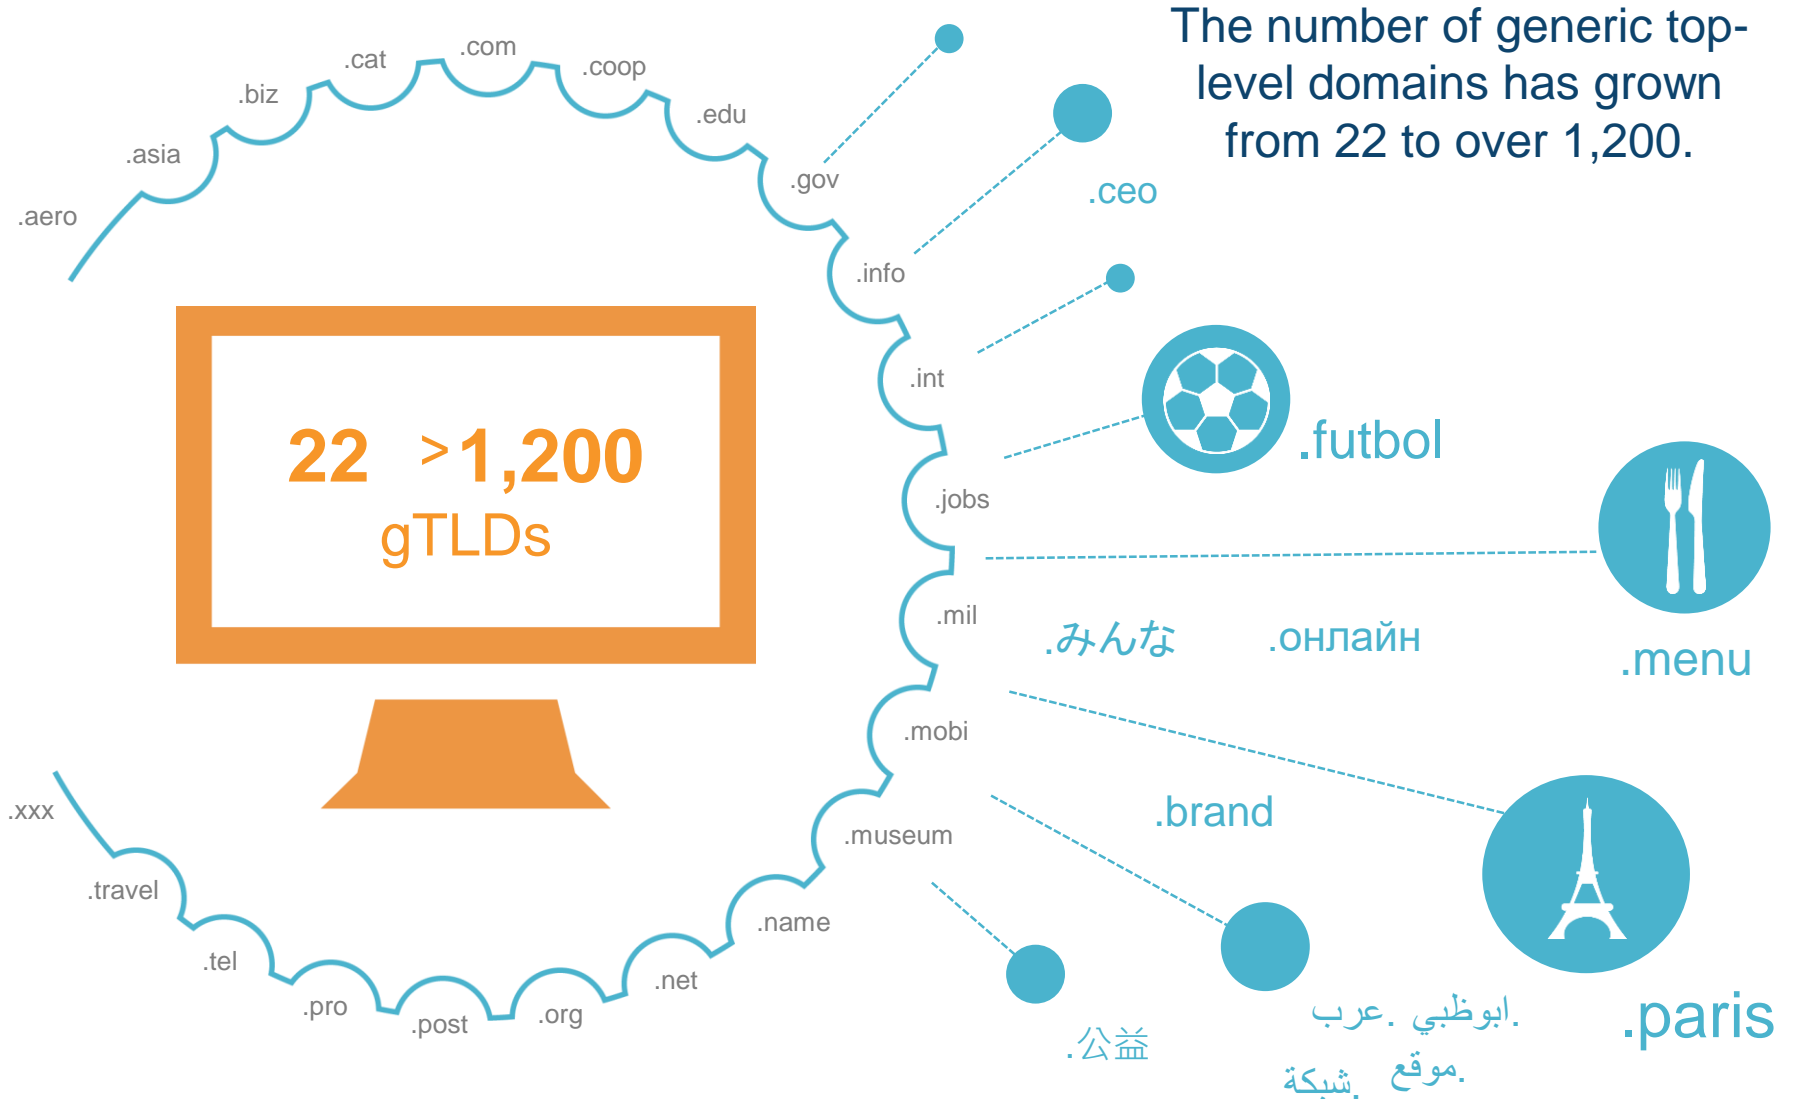 The number of generic top-
level domains has grown
from 22 to over 1,200.
.aero
.asia
.biz
.cat
.com
.coop
.edu
.gov
.info
.int
.jobs
.mil
.mobi
.museum
.name
.net
.org
.post
.pro
.tel
.travel
.xxx
22 >1,200
gTLDs
.ceo
.futbol
.menu
.みんな
.онлайн
.brand
.paris
.公益
.ابوظبي .عرب
.موقع .شبكة